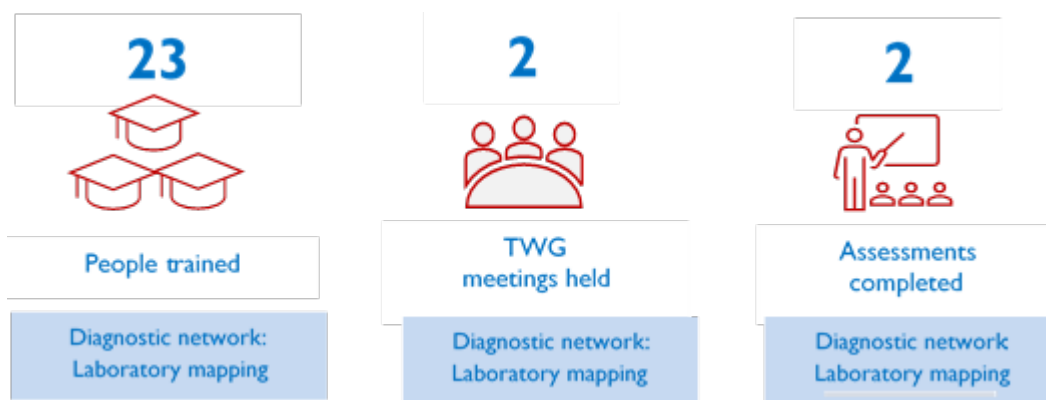 23
People trained
Diagnostic network:
Laboratory mapping
2
TWG
meetings held
Diagnostic network:
Laboratory mapping
2
Assessments
completed
Diagnostic network
Laboratory mapping